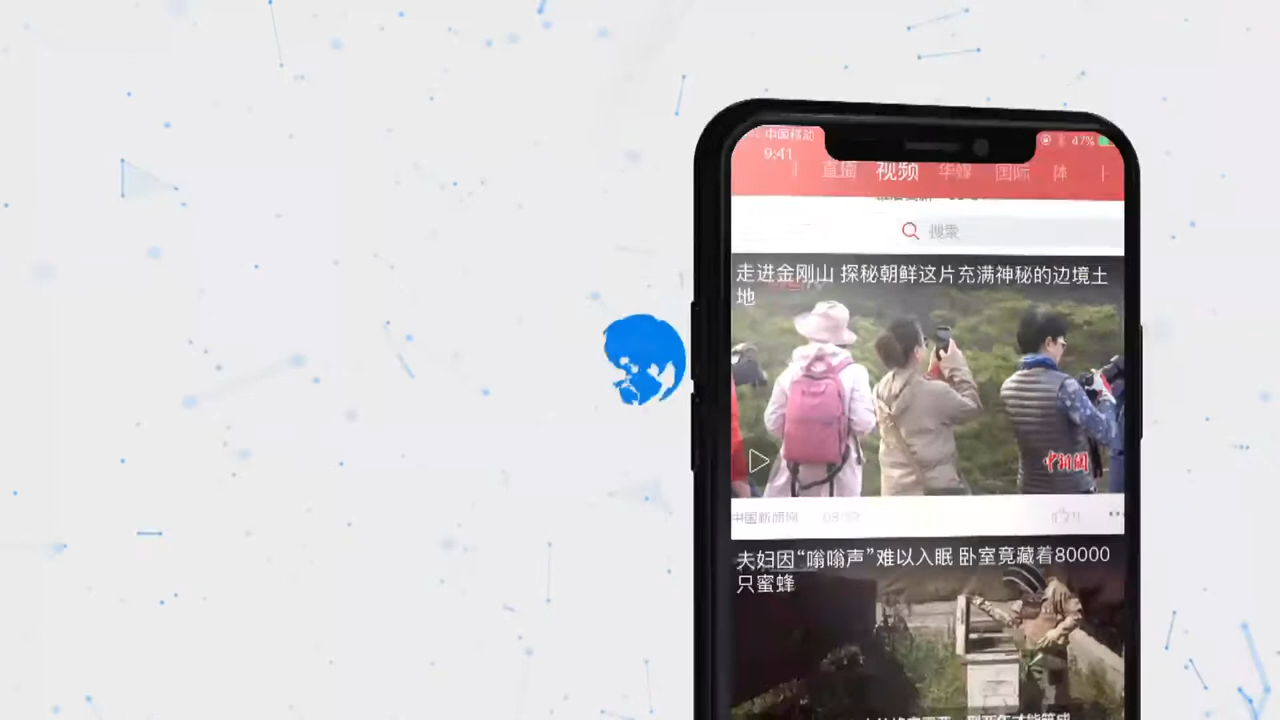 中国移动
47%
9:41
直播 视频 华媒 国际 体
搜索
走进金刚山 探秘朝鲜这片充满神秘的边境土
地
中新网
中国新闻网
夫妇因“嗡嗡声”难以入眠 卧室竟藏着80000
只蜜蜂